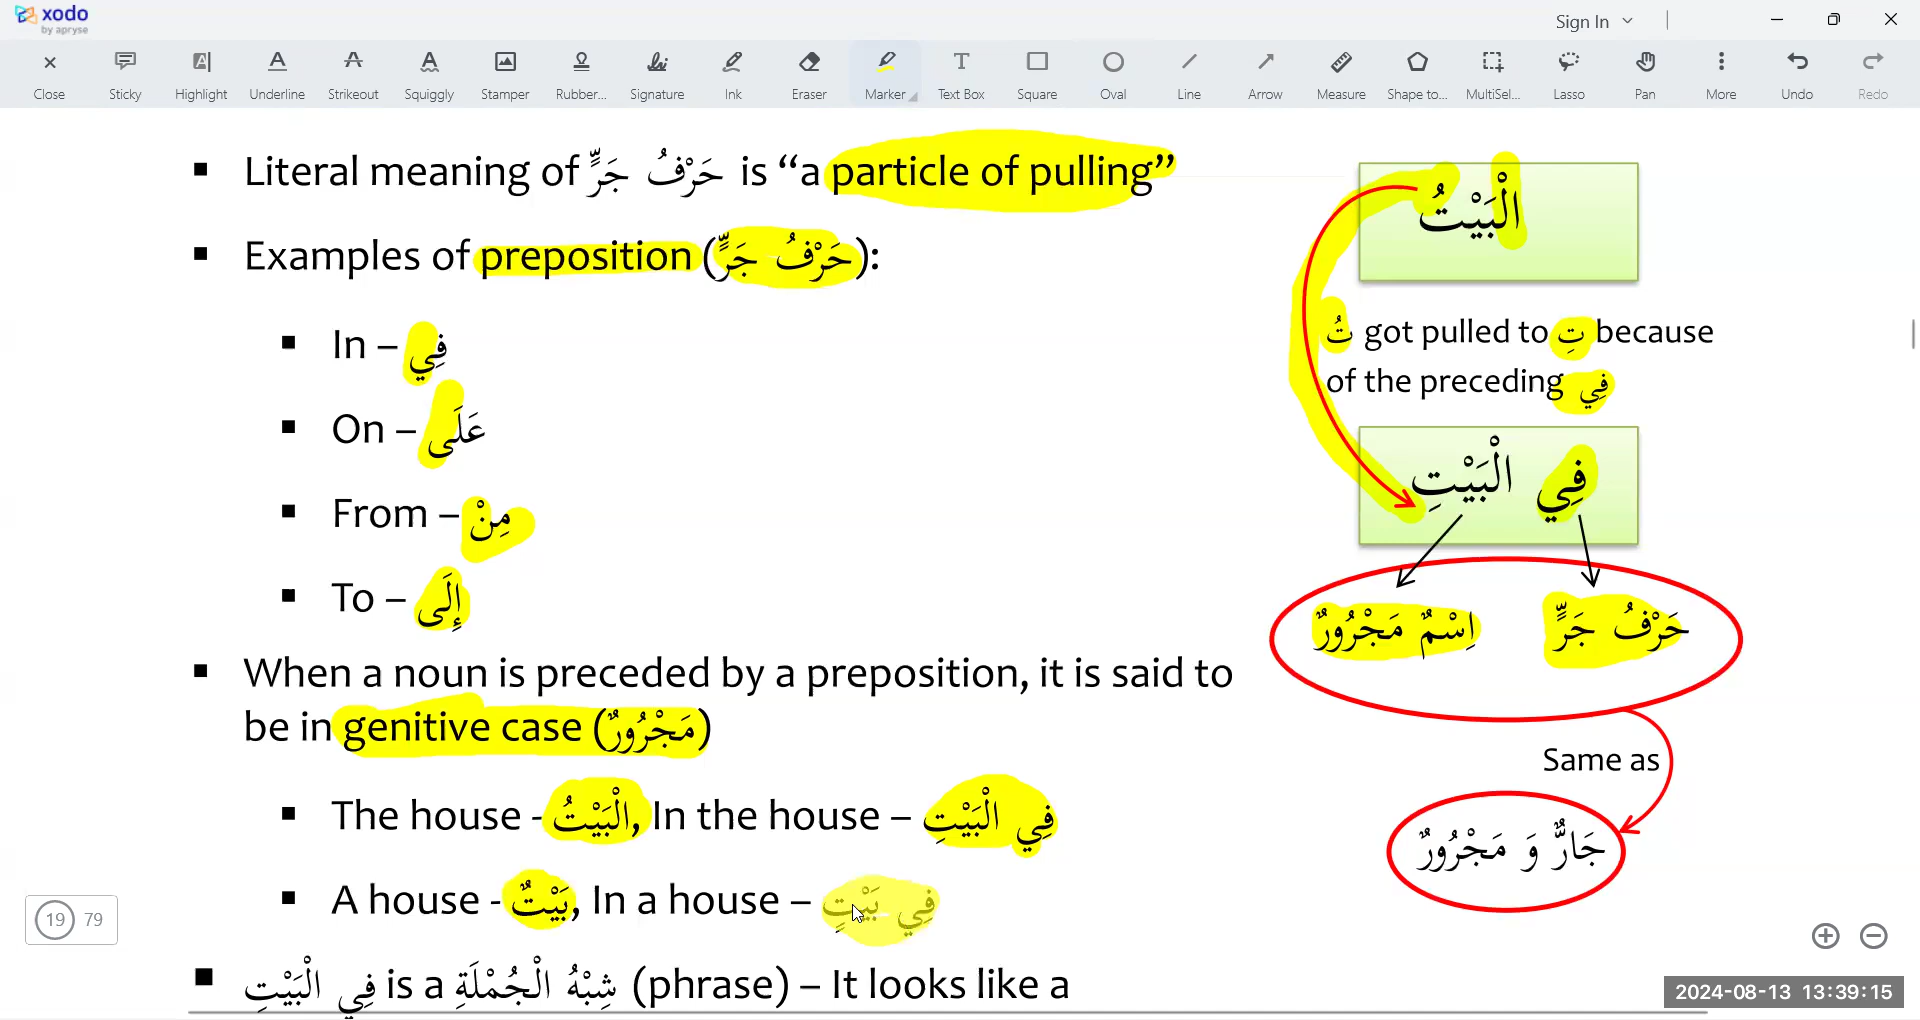 xodo
by apryse
Sign In
Close Sticky Highlight Underline Strikeout Squiggly Stamper Rubber... Signature Ink Eraser Marker Text Box Square Oval Line Arrow Measure Shape to... MultiSel... Lasso Pan More Undo Redo
▪ Literal meaning of حَرْفُ جَرٍّ is “a particle of pulling”
▪ Examples of preposition (حَرْفُ جَرٍّ):
▪ In – فِي
▪ On – عَلَى
▪ From – مِنْ
▪ To – إِلَى
▪ When a noun is preceded by a preposition, it is said to
be in genitive case (مَجْرُورٌ)
▪ The house - الْبَيْتُ, In the house – فِي الْبَيْتِ
▪ A house - بَيْتٌ, In a house – فِي بَيْتٍ
▪ فِي الْبَيْتِ is a شِبْهُ الْجُمْلَةِ (phrase) – It looks like a
الْبَيْتُ
تُ got pulled to تِ because
of the preceding فِي
فِي الْبَيْتِ
حَرْفُ جَرٍّ اِسْمٌ مَجْرُورٌ
Same as
جَارٌّ وَ مَجْرُورٌ
19 79
2024-08-13 13:39:15